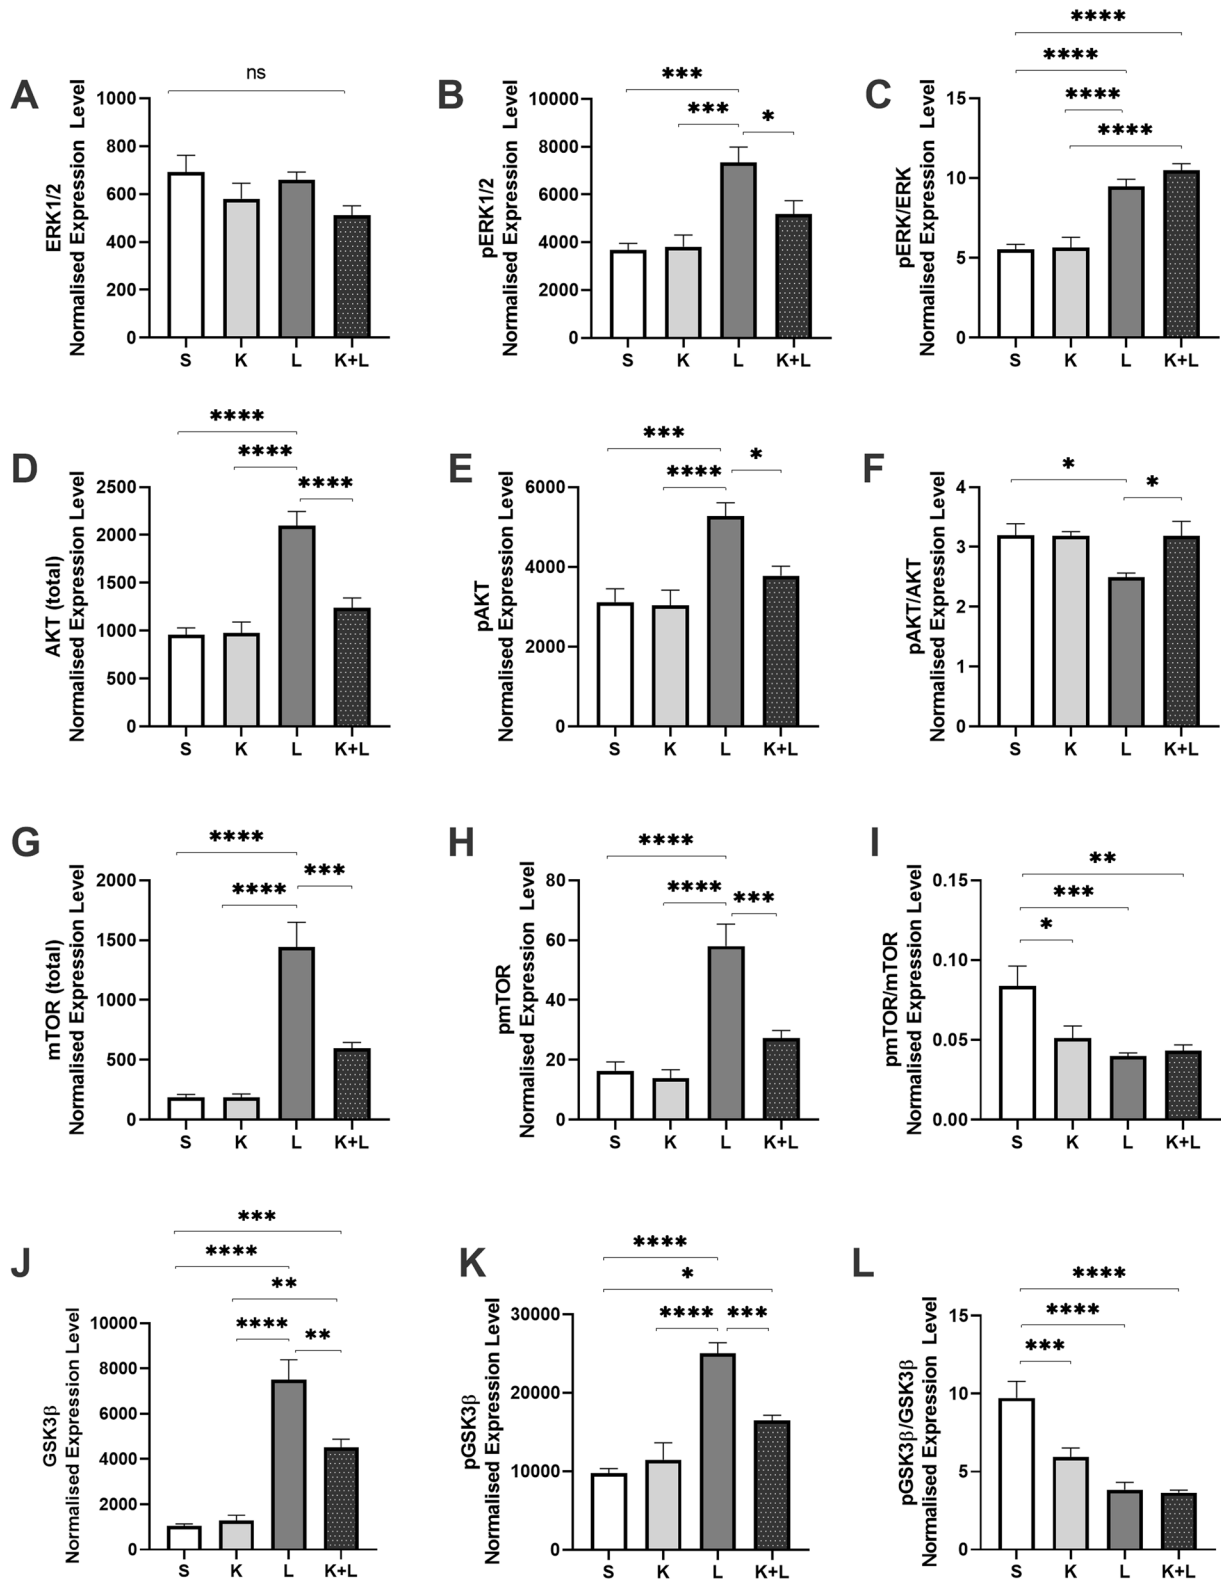 A
ERK1/2
Normalised Expression Level
1000
800
600
400
200
0
ns
S K L K+L
B
pERK1/2
Normalised Expression Level
10000
8000
6000
4000
2000
0
***
***
*
S K L K+L
C
pERK/ERK
Normalised Expression Level
15
10
5
0
****
****
****
****
S K L K+L
D
AKT (total)
Normalised Expression Level
2500
2000
1500
1000
500
0
****
****
****
S K L K+L
E
pAKT
Normalised Expression Level
6000
4000
2000
0
***
*
****
S K L K+L
F
pAKT/AKT
Normalised Expression Level
4
3
2
1
0
*
*
S K L K+L
G
mTOR (total)
Normalised Expression Level
2000
1500
1000
500
0
****
***
****
S K L K+L
H
pmTOR
Normalised Expression Level
80
60
40
20
0
****
****
***
S K L K+L
I
pmTOR/mTOR
Normalised Expression Level
0.15
0.10
0.05
0.00
**
***
*
S K L K+L
J
GSK3β
Normalised Expression Level
10000
8000
6000
4000
2000
0
***
****
**
****
**
S K L K+L
K
pGSK3β
Normalised Expression Level
30000
20000
10000
0
****
*
****
***
S K L K+L
L
pGSK3β/GSK3β
Normalised Expression Level
15
10
5
0
****
****
***
S K L K+L